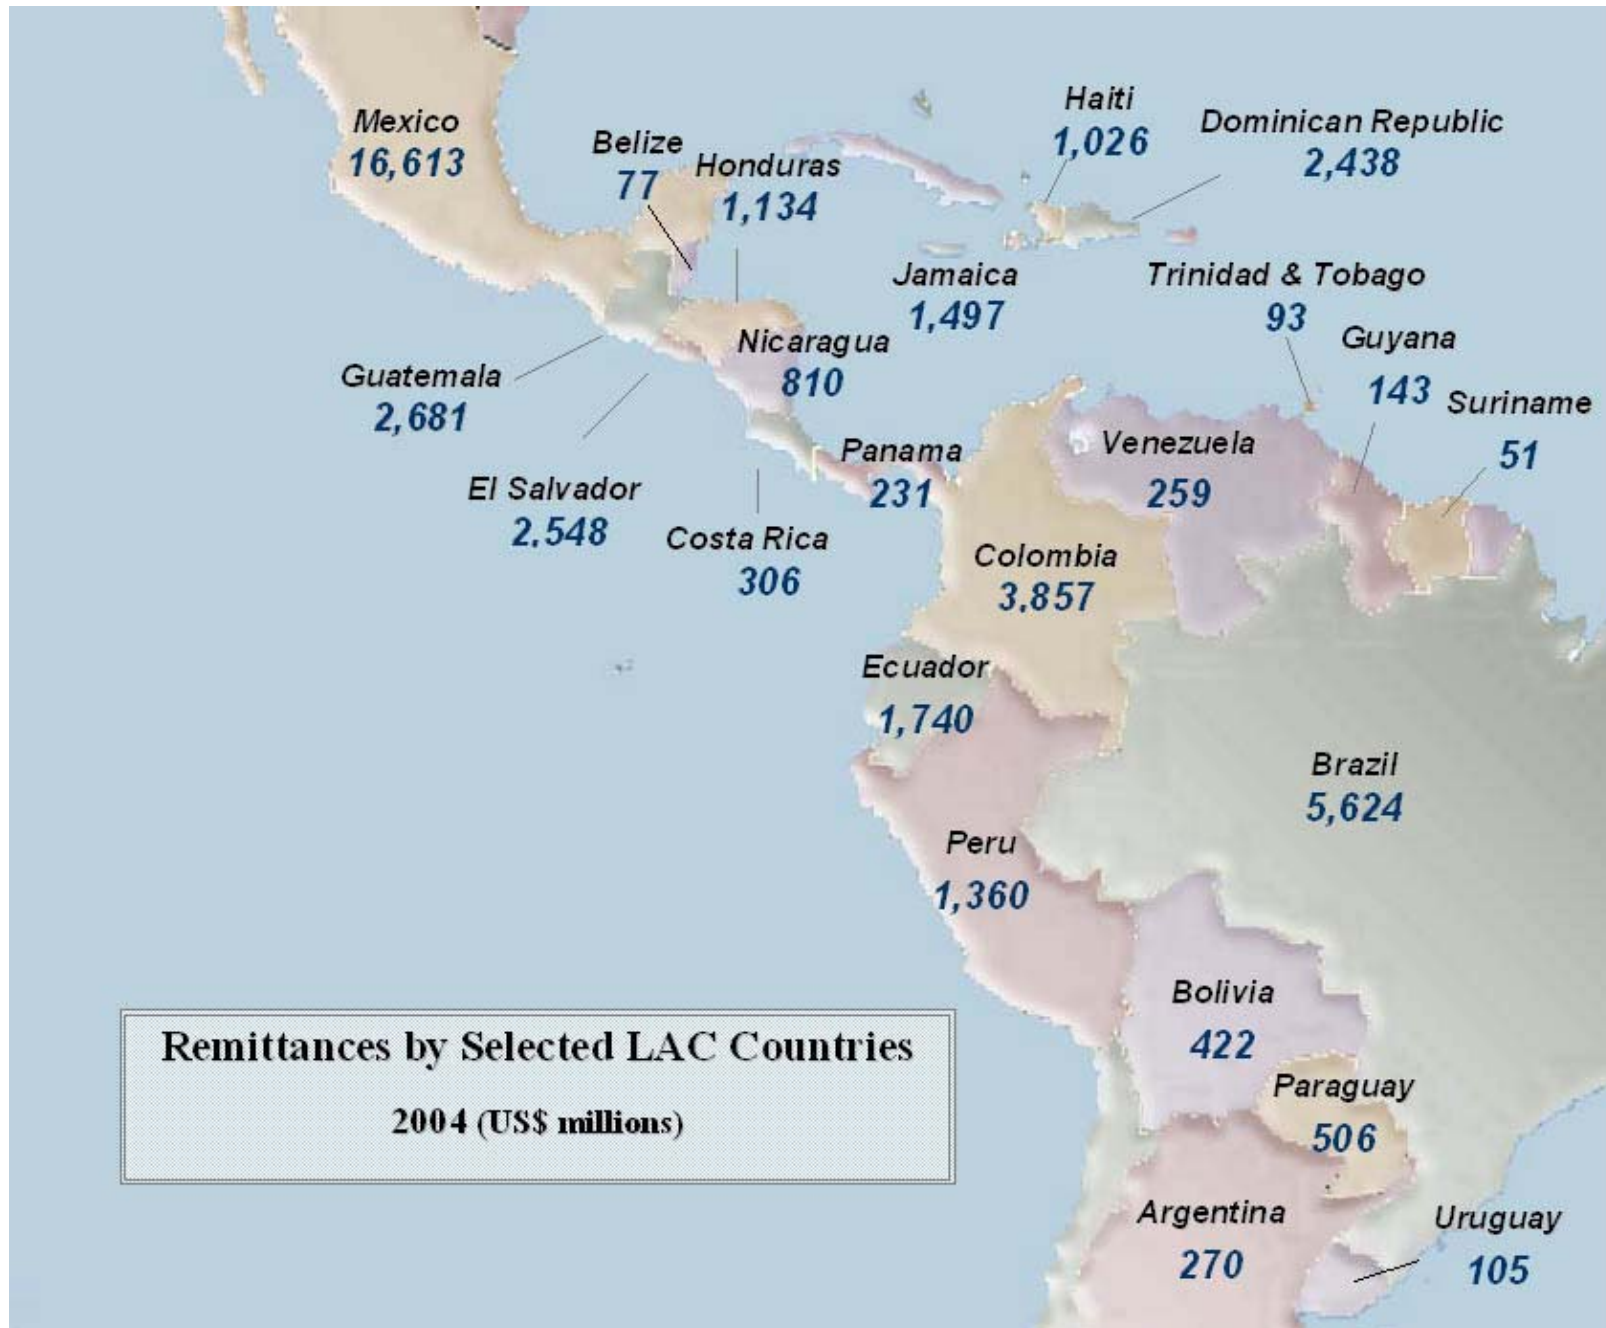 Mexico
16,613
Belize
77
Honduras
1,134
Haiti
1,026
Dominican Republic
2,438
Jamaica
1,497
Trinidad & Tobago
93
Guyana
143
Suriname
51
Guatemala
2,681
Nicaragua
810
El Salvador
2.548
Panama
231
Costa Rica
306
Venezuela
259
Colombia
3.857
Ecuador
1,740
Brazil
5,624
Peru
1,360
Bolivia
422
Paraguay
506
Argentina
270
Uruguay
105
Remittances by Selected LAC Countries
2004 (US$ millions)